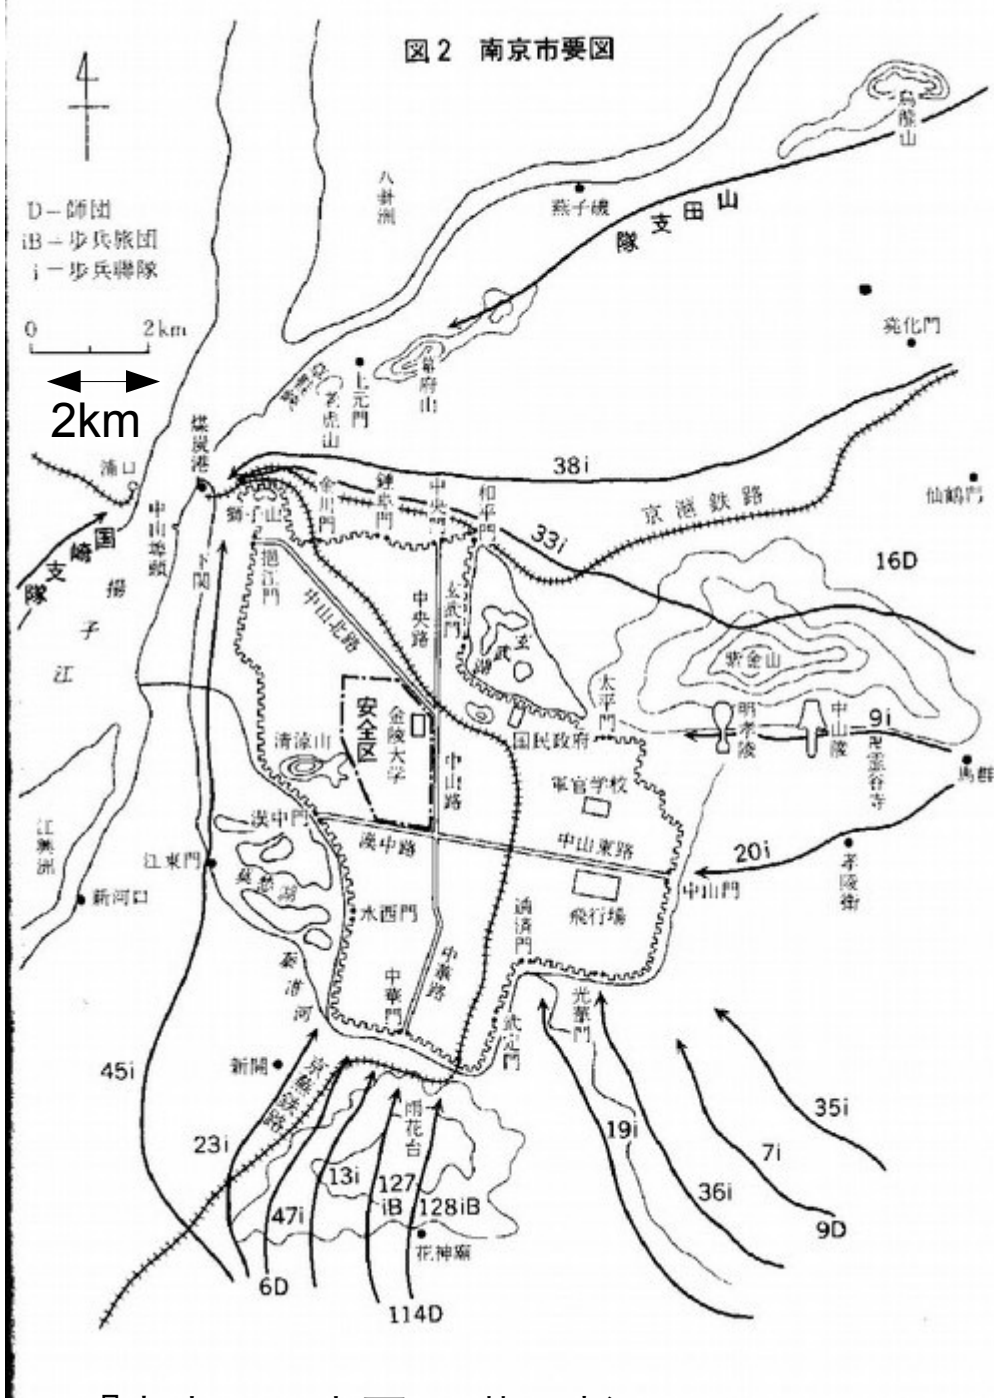 図2 南京市要図
D－師団
iB－歩兵旅団
i－歩兵聯隊
0 2km
2km
烏龍山
八卦洲
燕子磯
山田支隊
堯化門
幕府山
上元門
老虎山
煤炭港
浦口
38i
仙鶴門
京滬鉄路
獅子山
金川門
鍾阜門
中央門
和平門
33i
16D
国崎支隊
中山埠頭
下関
挹江門
揚子江
中山北路
中央路
玄武門
玄武湖
紫金山
太平門
明孝陵
中山陵
9i
霊谷寺
馬群
安全区
金陵大学
国民政府
清涼山
中山路
軍官学校
漢中門
漢中路
中山東路
20i
孝陵衛
江興洲
江東門
莫愁湖
新河口
水西門
飛行場
中山門
通済門
秦淮河
中華門
中華路
光華門
武定門
新開
京蕪鉄路
雨花台
45i
23i
47i
13i
127iB
128iB
花神廟
6D
114D
19i
36i
7i
35i
9D